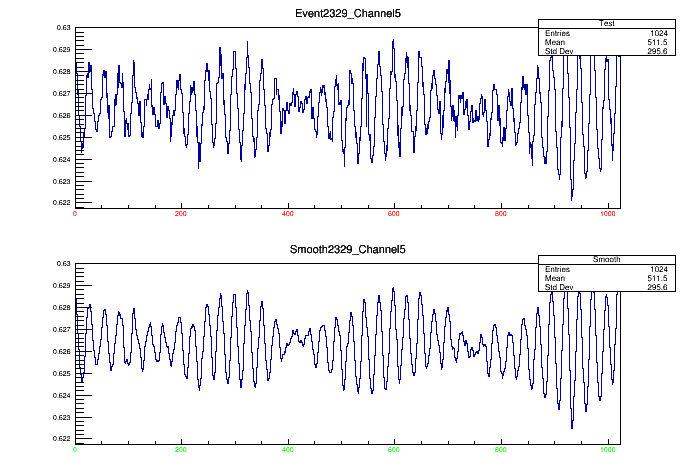 Event2329_Channel5
Test
Entries 1024
Mean 511.5
Std Dev 295.6
0.63
0.629
0.628
0.627
0.626
0.625
0.624
0.623
0.622
0 200 400 600 800 1000
Smooth2329_Channel5
Smooth
Entries 1024
Mean 511.5
Std Dev 295.6
0.63
0.629
0.628
0.627
0.626
0.625
0.624
0.623
0.622
0 200 400 600 800 1000